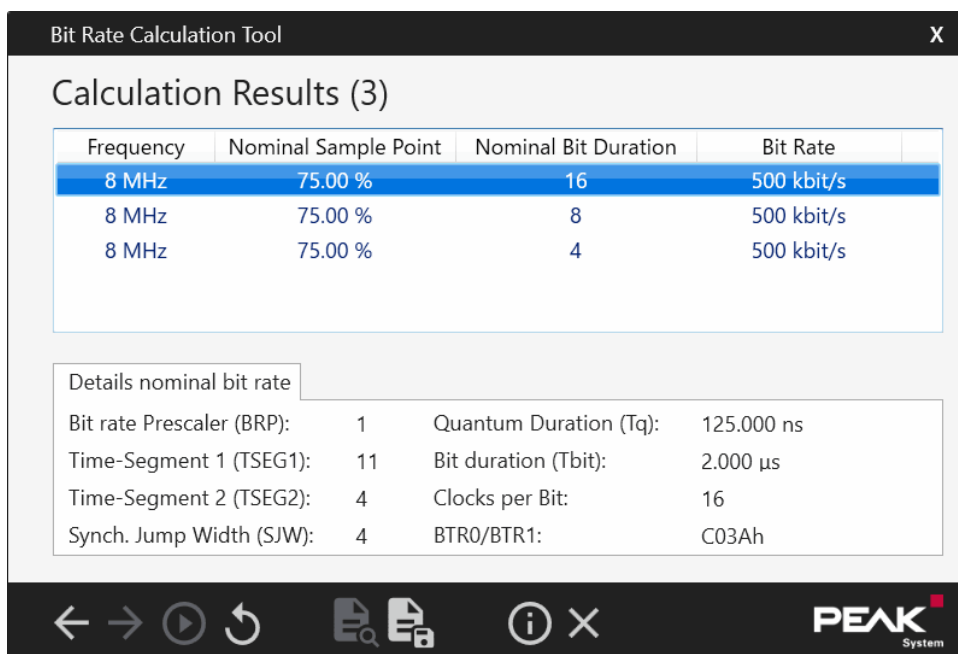 Bit Rate Calculation Tool X
Calculation Results (3)
Frequency Nominal Sample Point Nominal Bit Duration Bit Rate
8 MHz 75.00 % 16 500 kbit/s
8 MHz 75.00 % 8 500 kbit/s
8 MHz 75.00 % 4 500 kbit/s
Details nominal bit rate
Bit rate Prescaler (BRP): 1 Quantum Duration (Tq): 125.000 ns
Time-Segment 1 (TSEG1): 11 Bit duration (Tbit): 2.000 µs
Time-Segment 2 (TSEG2): 4 Clocks per Bit: 16
Synch. Jump Width (SJW): 4 BTR0/BTR1: C03Ah
PEAK
System